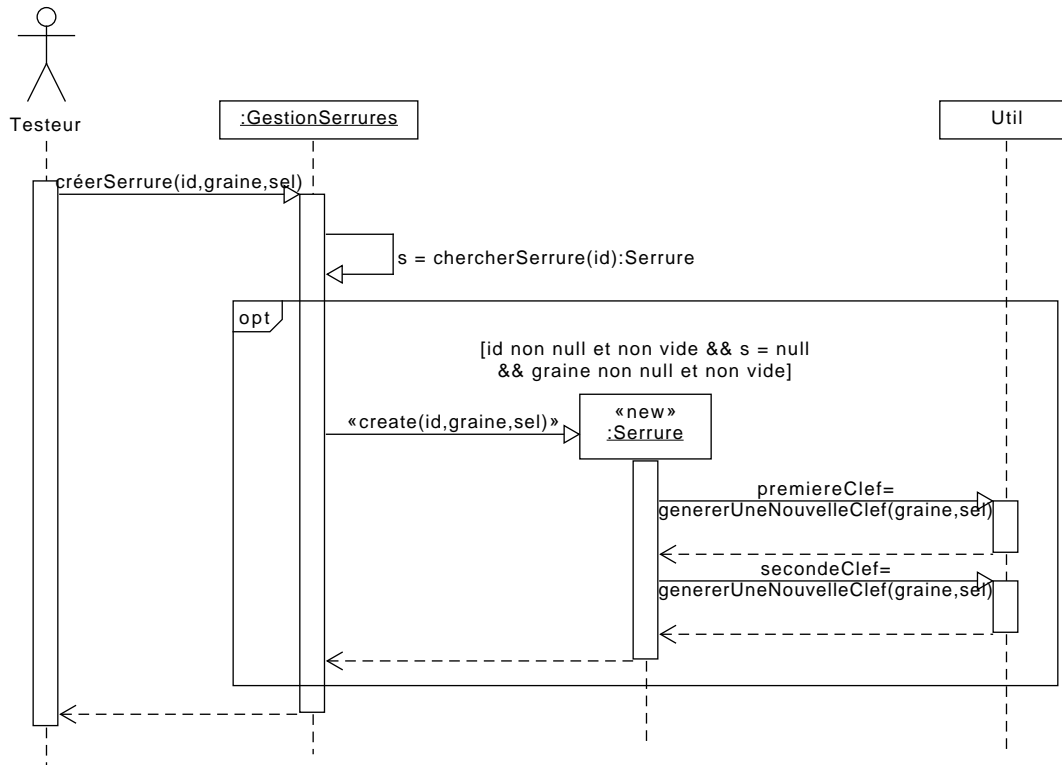 Testeur
:GestionSerrures
Util
créerSerrure(id,graine,sel)
s = chercherSerrure(id):Serrure
opt
[id non null et non vide && s = null
&& graine non null et non vide]
«create(id,graine,sel)»
«new»
:Serrure
premiereClef=
genererUneNouvelleClef(graine,sel)
secondeClef=
genererUneNouvelleClef(graine,sel)